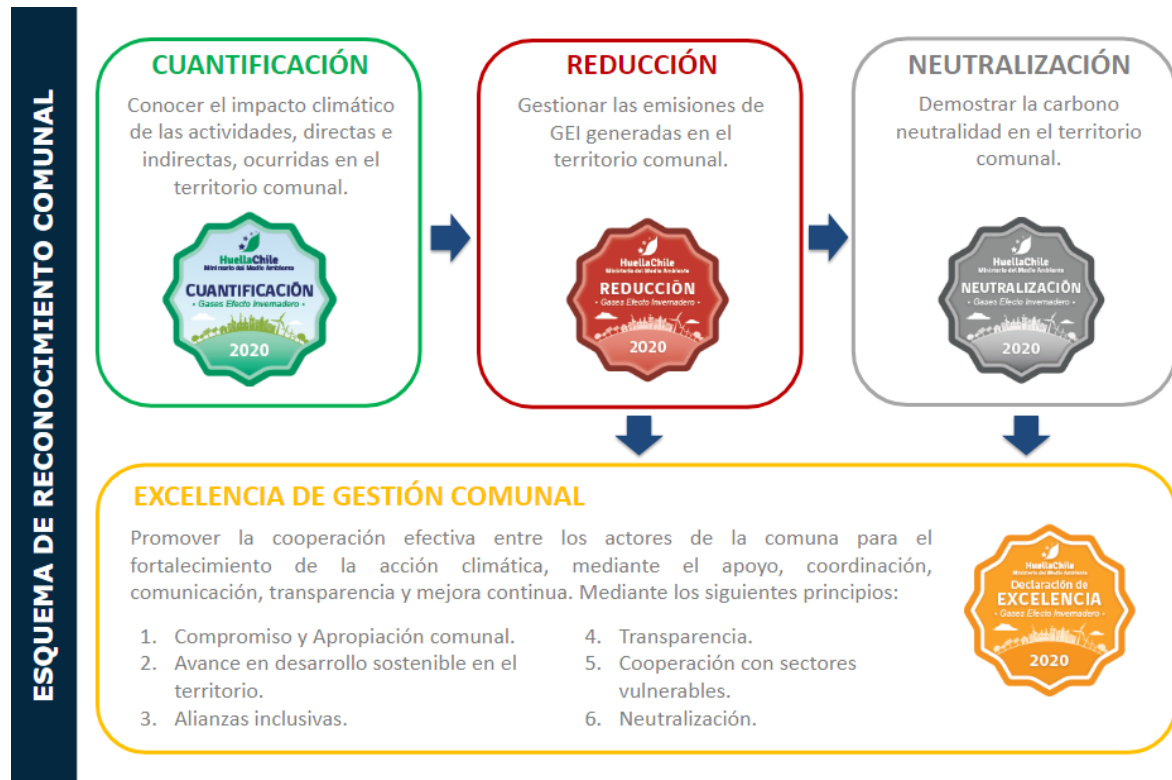 ESQUEMA DE RECONOCIMIENTO COMUNAL
CUANTIFICACIÓN
Conocer el impacto climático
de las actividades, directas e
indirectas, ocurridas en el
territorio comunal.
HuellaChile
Ministerio del Medio Ambiente
CUANTIFICACIÓN
• Gases Efecto Invernadero •
2020
REDUCCIÓN
Gestionar las emisiones de
GEI generadas en el
territorio comunal.
HuellaChile
Ministerio del Medio Ambiente
REDUCCIÓN
• Gases Efecto Invernadero •
2020
NEUTRALIZACIÓN
Demostrar la carbono
neutralidad en el territorio
comunal.
HuellaChile
Ministerio del Medio Ambiente
NEUTRALIZACIÓN
• Gases Efecto Invernadero •
2020
EXCELENCIA DE GESTIÓN COMUNAL
Promover la cooperación efectiva entre los actores de la comuna para el
fortalecimiento de la acción climática, mediante el apoyo, coordinación,
comunicación, transparencia y mejora continua. Mediante los siguientes principios:
1. Compromiso y Apropiación comunal.
2. Avance en desarrollo sostenible en el
territorio.
3. Alianzas inclusivas.
4. Transparencia.
5. Cooperación con sectores
vulnerables.
6. Neutralización.
HuellaChile
Ministerio del Medio Ambiente
Declaración de
EXCELENCIA
• Gases Efecto Invernadero •
2020